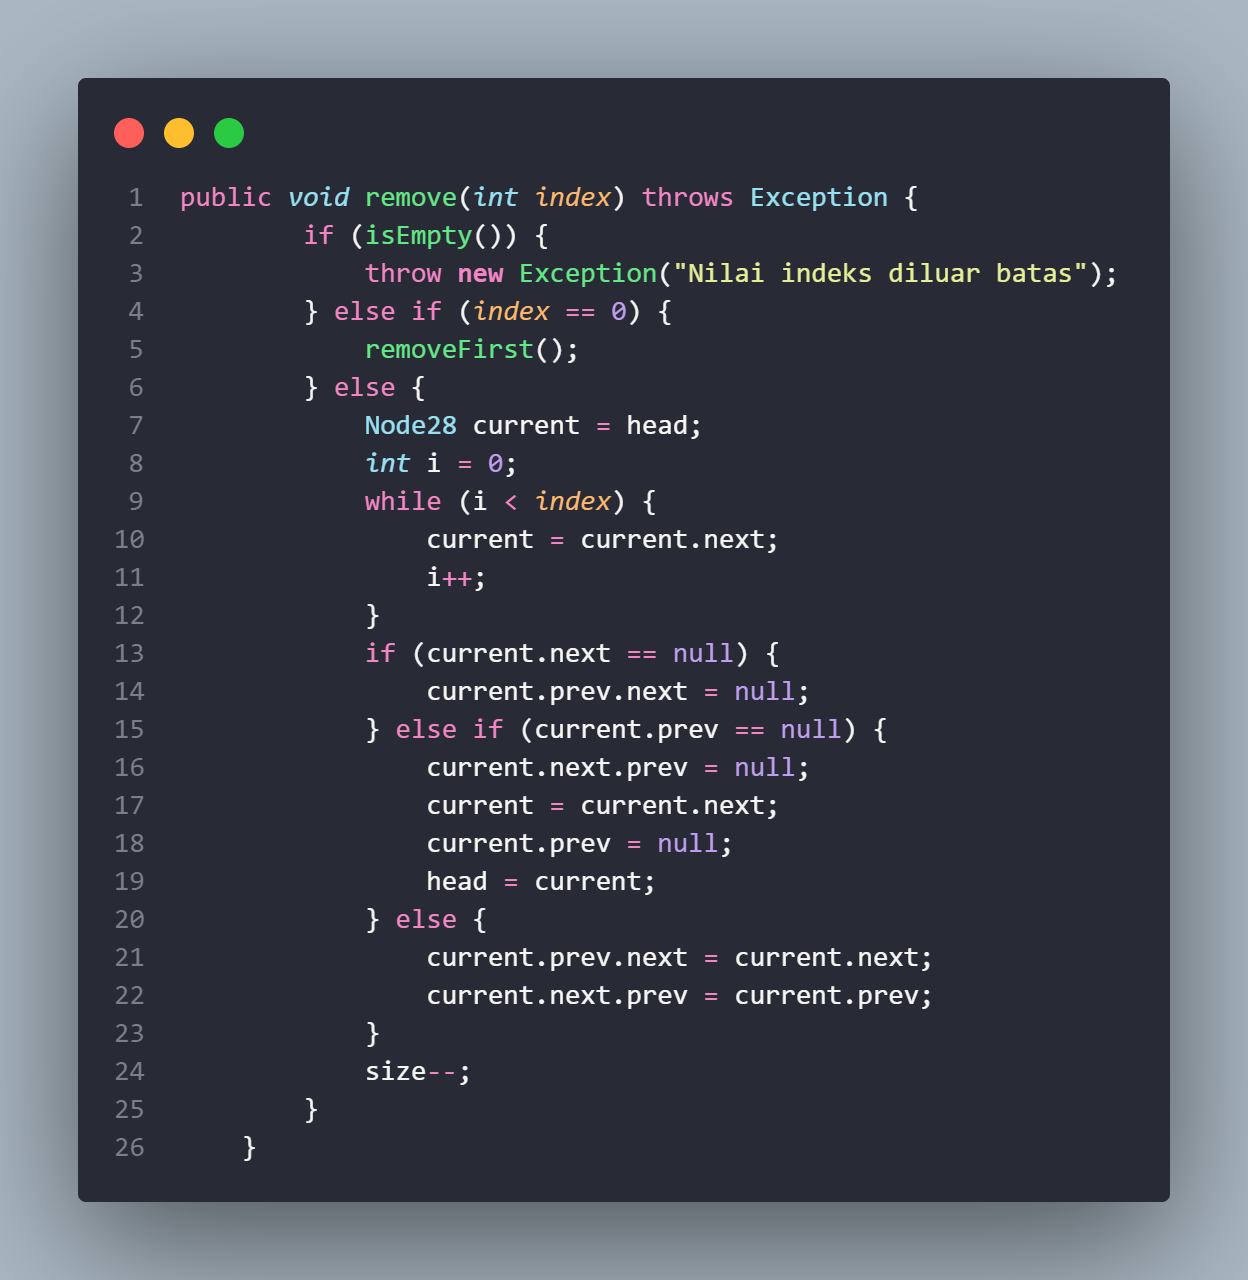 1 public void remove(int index) throws Exception {
2         if (isEmpty()) {
3             throw new Exception("Nilai indeks diluar batas");
4         } else if (index == 0) {
5             removeFirst();
6         } else {
7             Node28 current = head;
8             int i = 0;
9             while (i < index) {
10                 current = current.next;
11                 i++;
12             }
13             if (current.next == null) {
14                 current.prev.next = null;
15             } else if (current.prev == null) {
16                 current.next.prev = null;
17                 current = current.next;
18                 current.prev = null;
19                 head = current;
20             } else {
21                 current.prev.next = current.next;
22                 current.next.prev = current.prev;
23             }
24             size--;
25         }
26     }